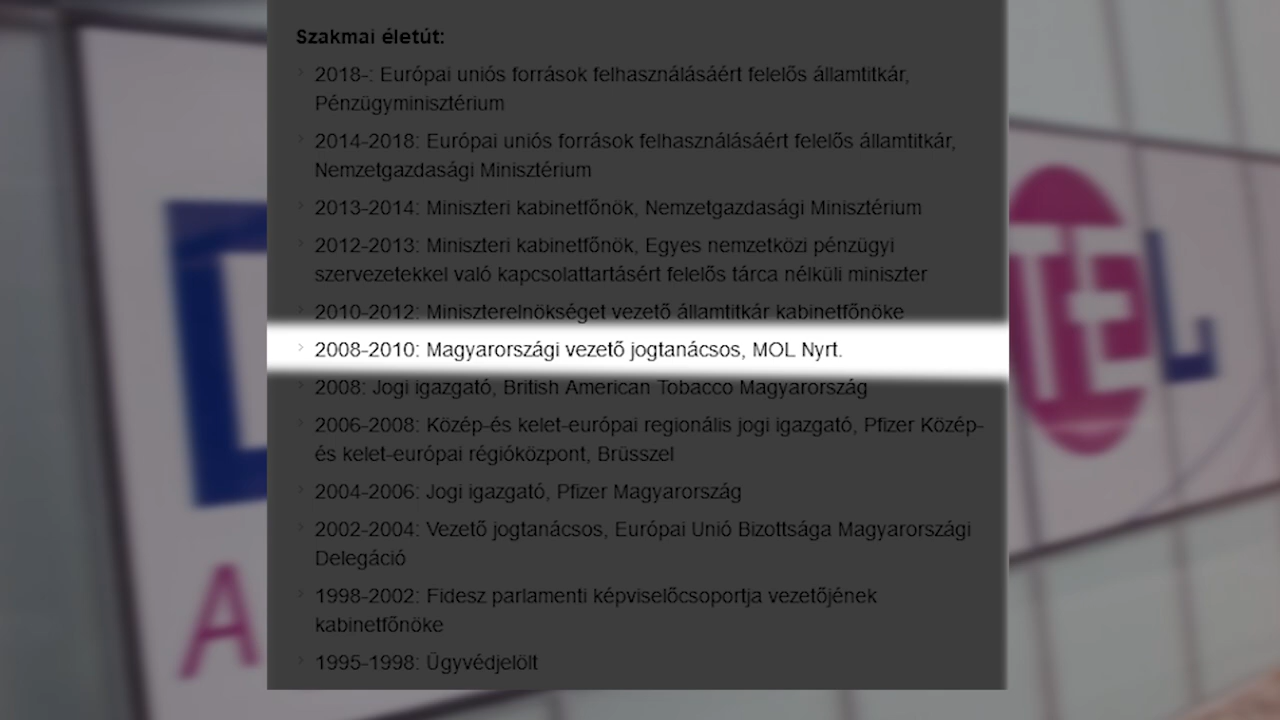 Szakmai életút:
2018-: Európai uniós források felhasználásáért felelős államtitkár,
Pénzügyminisztérium
2014-2018: Európai uniós források felhasználásáért felelős államtitkár,
Nemzetgazdasági Minisztérium
2013-2014: Miniszteri kabinetfőnök, Nemzetgazdasági Minisztérium
2012-2013: Miniszteri kabinetfőnök, Egyes nemzetközi pénzügyi
szervezetekkel való kapcsolattartásért felelős tárca nélküli miniszter
2010-2012: Miniszterelnökséget vezető államtitkár kabinetfőnöke
2008-2010: Magyarországi vezető jogtanácsos, MOL Nyrt.
2008: Jogi igazgató, British American Tobacco Magyarország
2006-2008: Közép-és kelet-európai regionális jogi igazgató, Pfizer Közép-
és kelet-európai régióközpont, Brüsszel
2004-2006: Jogi igazgató, Pfizer Magyarország
2002-2004: Vezető jogtanácsos, Európai Unió Bizottsága Magyarországi
Delegáció
1998-2002: Fidesz parlamenti képviselőcsoportja vezetőjének
kabinetfőnöke
1995-1998: Ügyvédjelölt
TEL